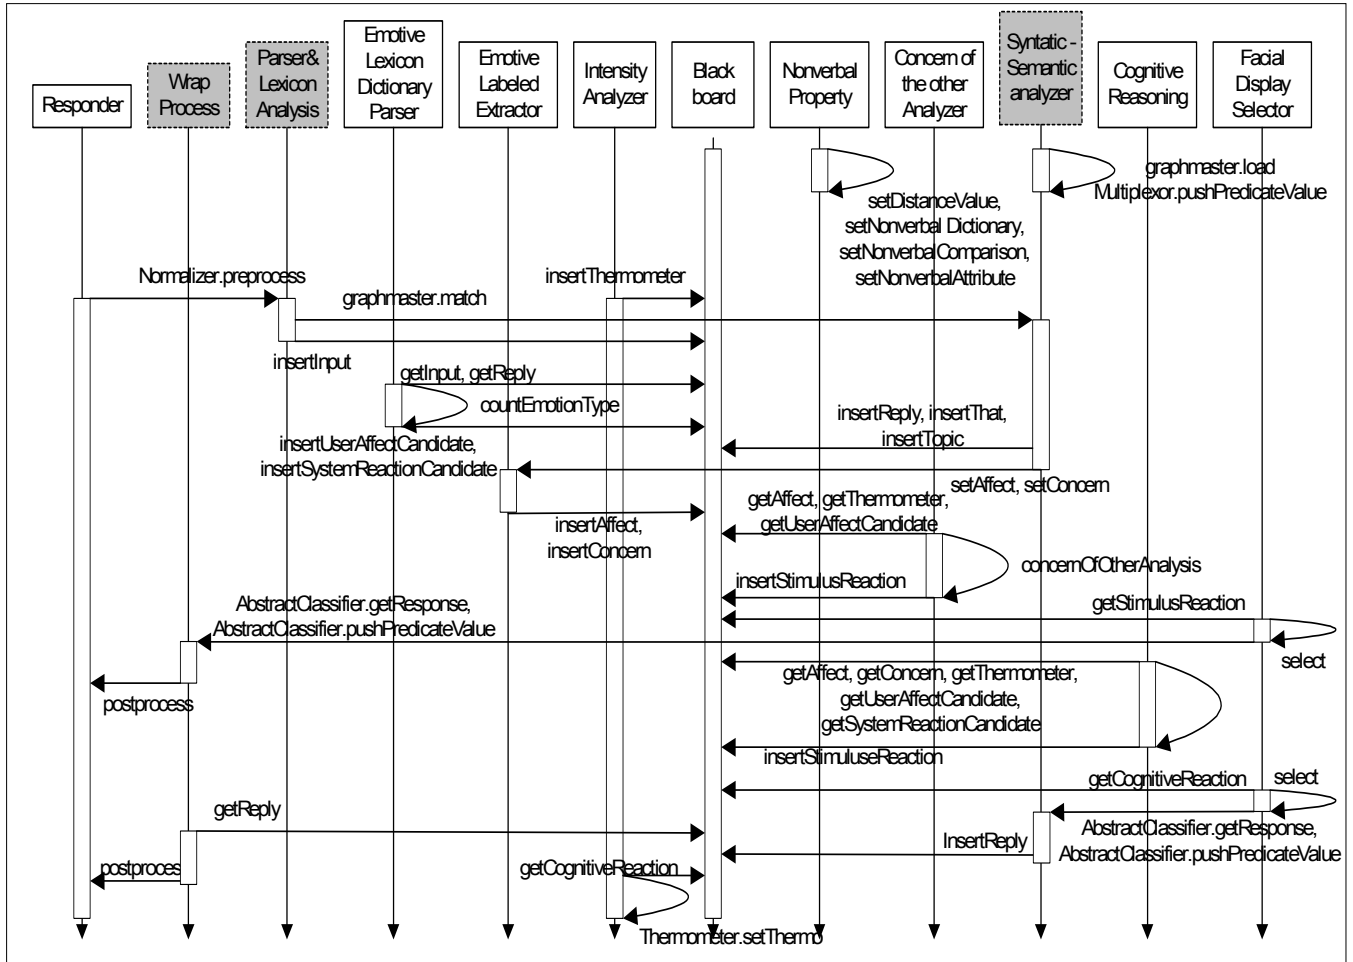 Responder
Wrap
Process
Parser&
Lexicon
Analysis
Emotive
Lexicon
Dictionary
Parser
Emotive
Labeled
Extractor
Intensity
Analyzer
Black
board
Nonverbal
Property
Concern of
the other
Analyzer
Syntatic -
Semantic
analyzer
Cognitive
Reasoning
Facial
Display
Selector
graphmaster.load
Multiplexor.pushPredicateValue
setDistanceValue,
setNonverbal Dictionary,
setNonverbalComparison,
setNonverbalAttribute
Normalizer.preprocess
insertThermometer
graphmaster.match
insertInput
getInput, getReply
countEmotionType
insertReply, insertThat,
insertTopic
insertUserAffectCandidate,
insertSystemReactionCandidate
setAffect, setConcern
getAffect, getThermometer,
getUserAffectCandidate
insertAffect,
insertConcern
concernOfOtherAnalysis
insertStimulusReaction
AbstractClassifier.getResponse,
AbstractClassifier.pushPredicateValue
getStimulusReaction
select
getAffect, getConcern, getThermometer,
getUserAffectCandidate,
getSystemReactionCandidate
postprocess
insertStimuluseReaction
getCognitiveReaction
select
getReply
AbstractClassifier.getResponse,
AbstractClassifier.pushPredicateValue
InsertReply
postproces
getCognitiveReaction
Thermometer.setThermo